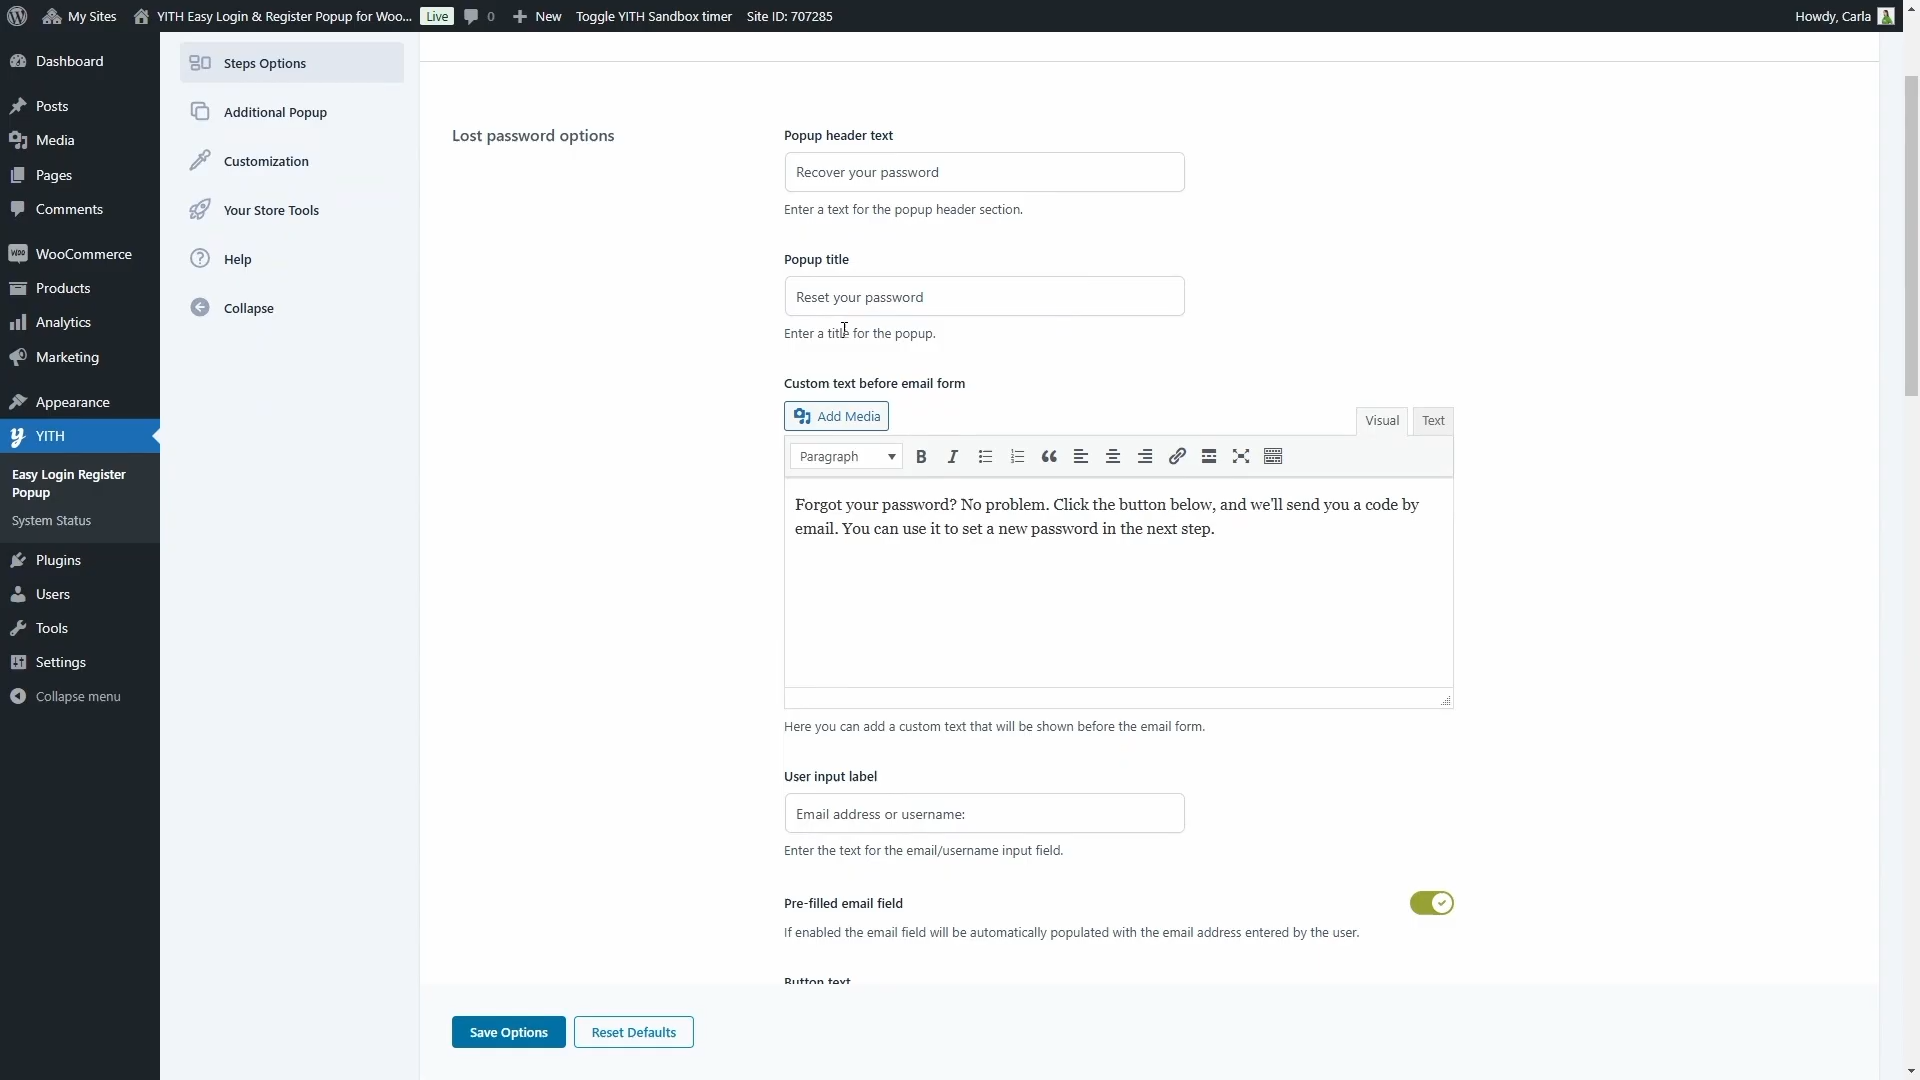 My Sites
YITH Easy Login & Register Popup for Woo...
Live
0
New
Toggle YITH Sandbox timer
Site ID: 707285
Howdy, Carla
Dashboard
Posts
Media
Pages
Comments
WooCommerce
Products
Analytics
Marketing
Appearance
YITH
Easy Login Register
Popup
System Status
Plugins
Users
Tools
Settings
Collapse menu
Steps Options
Additional Popup
Customization
Your Store Tools
Help
Collapse
Lost password options
Popup header text
Recover your password
Enter a text for the popup header section.
Popup title
Reset your password
Enter a title for the popup.
Custom text before email form
Add Media
Visual
Text
Paragraph
Forgot your password? No problem. Click the button below, and we'll send you a code by
email. You can use it to set a new password in the next step.
Here you can add a custom text that will be shown before the email form.
User input label
Email address or username:
Enter the text for the email/username input field.
Pre-filled email field
If enabled the email field will be automatically populated with the email address entered by the user.
Button text
Save Options
Reset Defaults